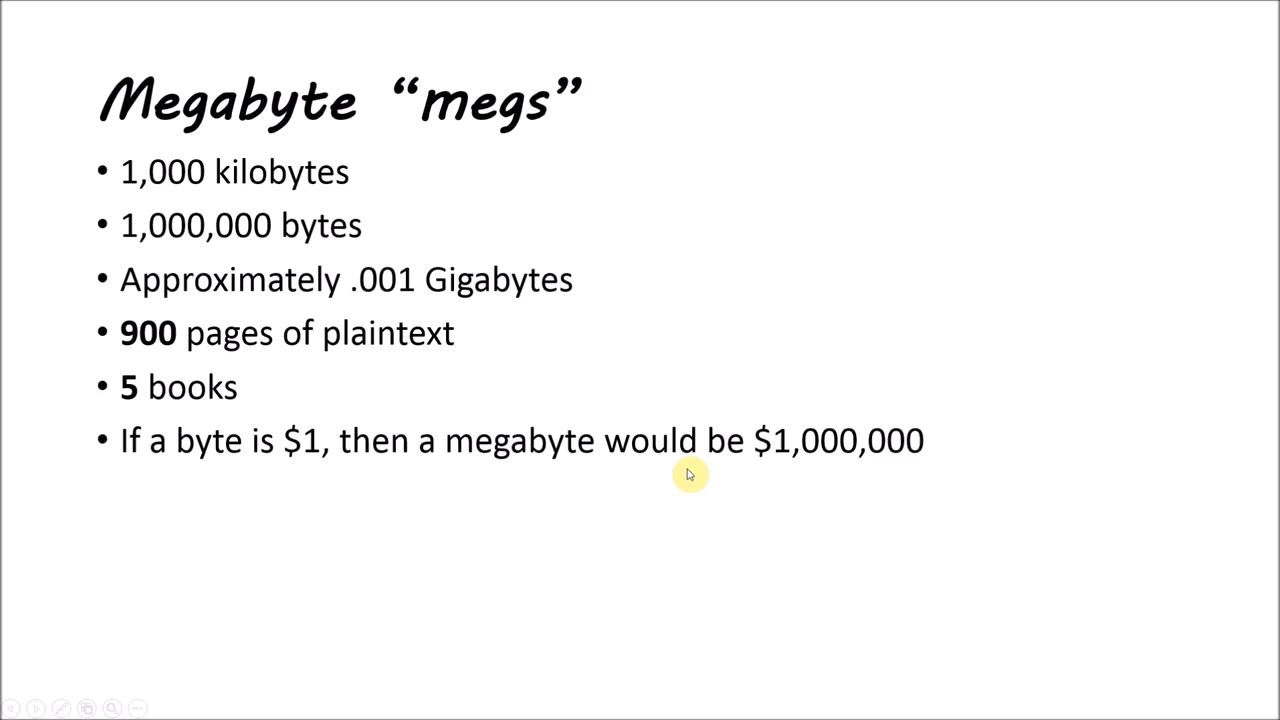 Megabyte “megs”
• 1,000 kilobytes
• 1,000,000 bytes
• Approximately .001 Gigabytes
• 900 pages of plaintext
• 5 books
• If a byte is $1, then a megabyte would be $1,000,000